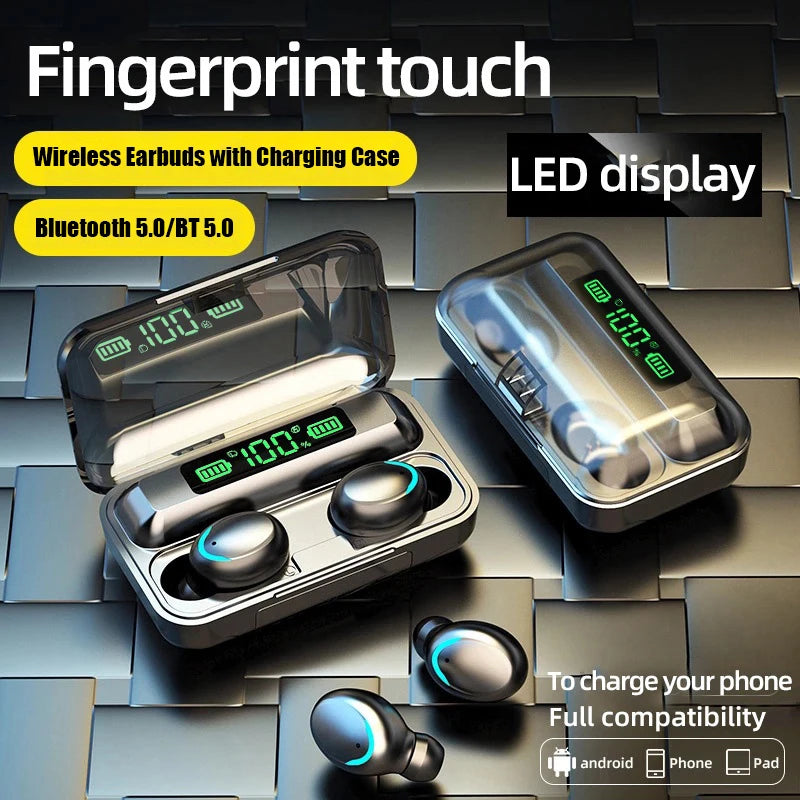 Fingerprint touch
Wireless Earbuds with Charging Case
LED display
Bluetooth 5.0/BT 5.0
100
100
100 %
To charge your phone
Full compatibility
android
Phone
Pad